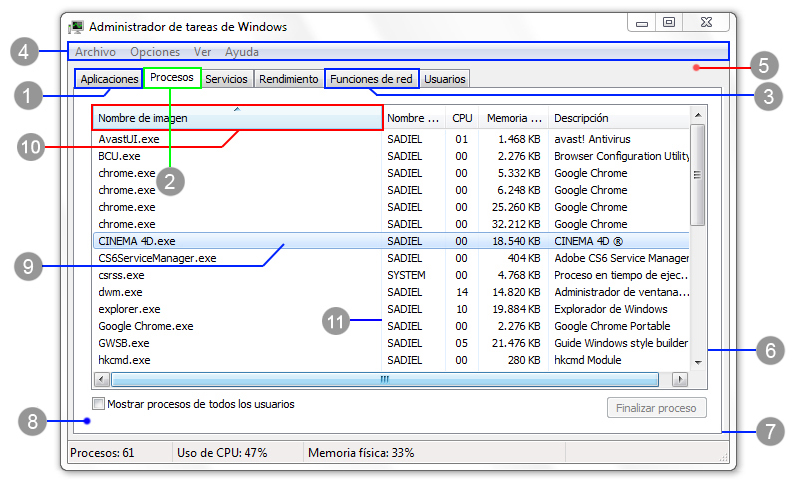 Administrador de tareas de Windows
4 Archivo Opciones Ver Ayuda
5
1 Aplicaciones Procesos Servicios Rendimiento Funciones de red Usuarios 3
Nombre de imagen Nombre ... CPU Memoria ... Descripción
10 AvastUI.exe SADIEL 01 1.468 KB avast! Antivirus
BCU.exe SADIEL 00 2.276 KB Browser Configuration Utility
2 chrome.exe SADIEL 00 5.332 KB Google Chrome
chrome.exe SADIEL 00 6.248 KB Google Chrome
chrome.exe SADIEL 00 25.260 KB Google Chrome
chrome.exe SADIEL 00 32.212 KB Google Chrome
CINEMA 4D.exe SADIEL 00 18.540 KB CINEMA 4D ®
9 CS6ServiceManager.exe SADIEL 00 404 KB Adobe CS6 Service Manager
csrss.exe SYSTEM 00 4.768 KB Proceso en tiempo de ejec...
dwm.exe SADIEL 14 14.820 KB Administrador de ventana...
explorer.exe SADIEL 10 19.884 KB Explorador de Windows
11 Google Chrome.exe SADIEL 00 2.276 KB Google Chrome Portable
GWSB.exe SADIEL 05 21.476 KB Guide Windows style builder
6
hkcmd.exe SADIEL 00 280 KB hkcmd Module
Mostrar procesos de todos los usuarios Finalizar proceso
8
7
Procesos: 61 Uso de CPU: 47% Memoria física: 33%